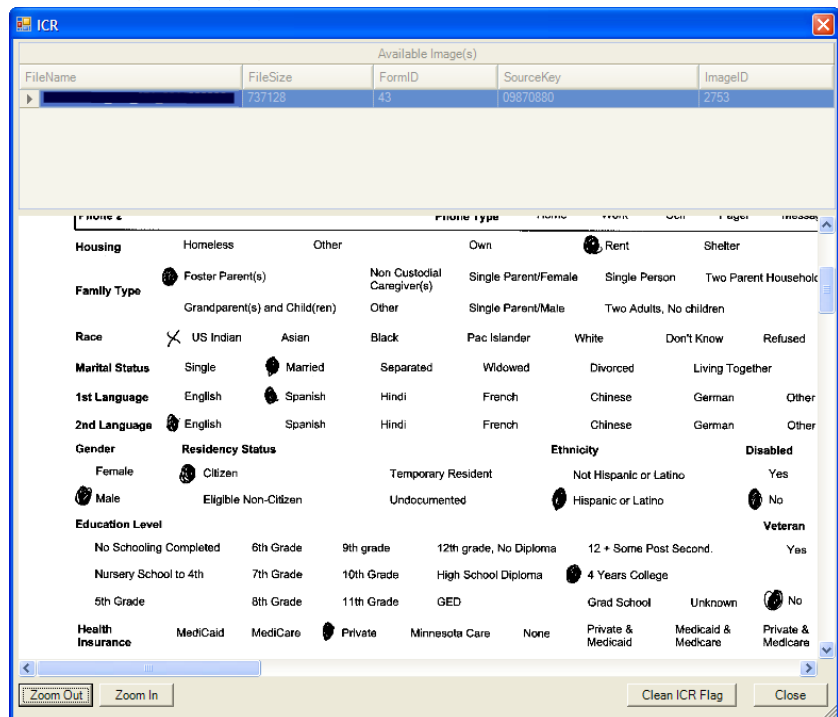 ICR
Available Image(s)
FileName FileSize FormID SourceKey ImageID
737128 43 09870880 2753
Phone 2 Phone Type Home Work Cell Pager Messag
Housing Homeless Other Own Rent Shelter
Family Type Foster Parent(s) Non Custodial Caregiver(s) Single Parent/Female Single Person Two Parent Household
Grandparent(s) and Child(ren) Other Single Parent/Male Two Adults, No children
Race US Indian Asian Black Pac Islander White Don't Know Refused
Marital Status Single Married Separated Widowed Divorced Living Together
1st Language English Spanish Hindi French Chinese German Other
2nd Language English Spanish Hindi French Chinese German Other
Gender Residency Status Ethnicity Disabled
Female Citizen Temporary Resident Not Hispanic or Latino Yes
Male Eligible Non-Citizen Undocumented Hispanic or Latino No
Education Level Veteran
No Schooling Completed 6th Grade 9th grade 12th grade, No Diploma 12 + Some Post Second. Yes
Nursery School to 4th 7th Grade 10th Grade High School Diploma 4 Years College
5th Grade 8th Grade 11th Grade GED Grad School Unknown No
Health Insurance MediCaid MediCare Private Minnesota Care None Private & Medicaid Medicaid & Medicare Private & Medicare
Zoom Out Zoom In Clean ICR Flag Close